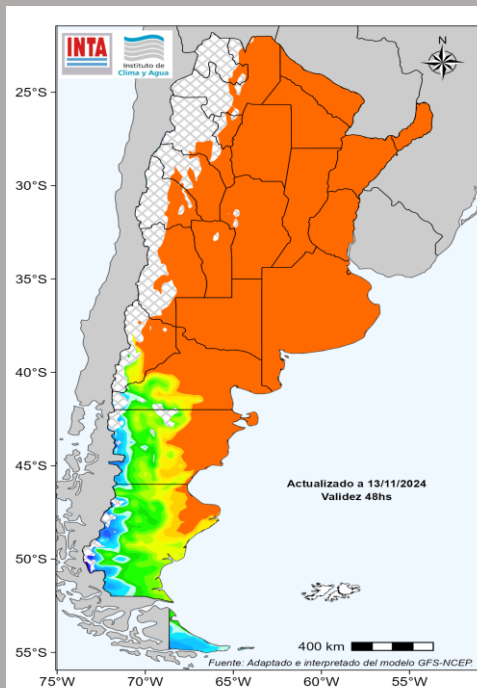 INTA
Instituto de
Clima y Agua
N
25°S
30°S
35°S
40°S
45°S
50°S
55°S
Actualizado a 13/11/2024
Validez 48hs
400 km
Fuente: Adaptado e interpretado del modelo GFS-NCEP.
75°W
70°W
65°W
60°W
55°W